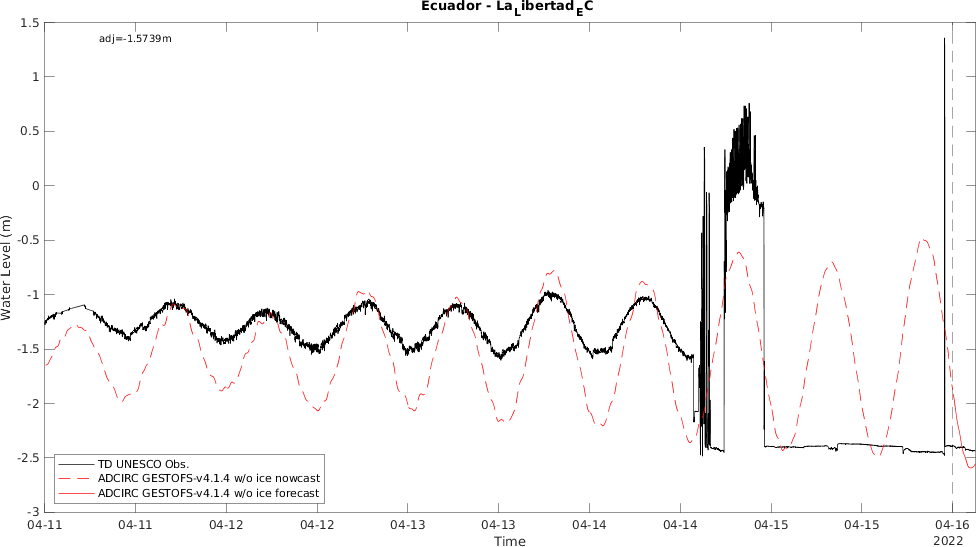 Ecuador - LaLibertadEC
adj=-1.5739m
1.5
1
0.5
0
-0.5
-1
-1.5
-2
-2.5
-3
Water Level (m)
TD UNESCO Obs.
ADCIRC GESTOFS-v4.1.4 w/o ice nowcast
ADCIRC GESTOFS-v4.1.4 w/o ice forecast
04-11 04-11 04-12 04-12 04-13 04-13 04-14 04-14 04-15 04-15 04-16
Time 2022